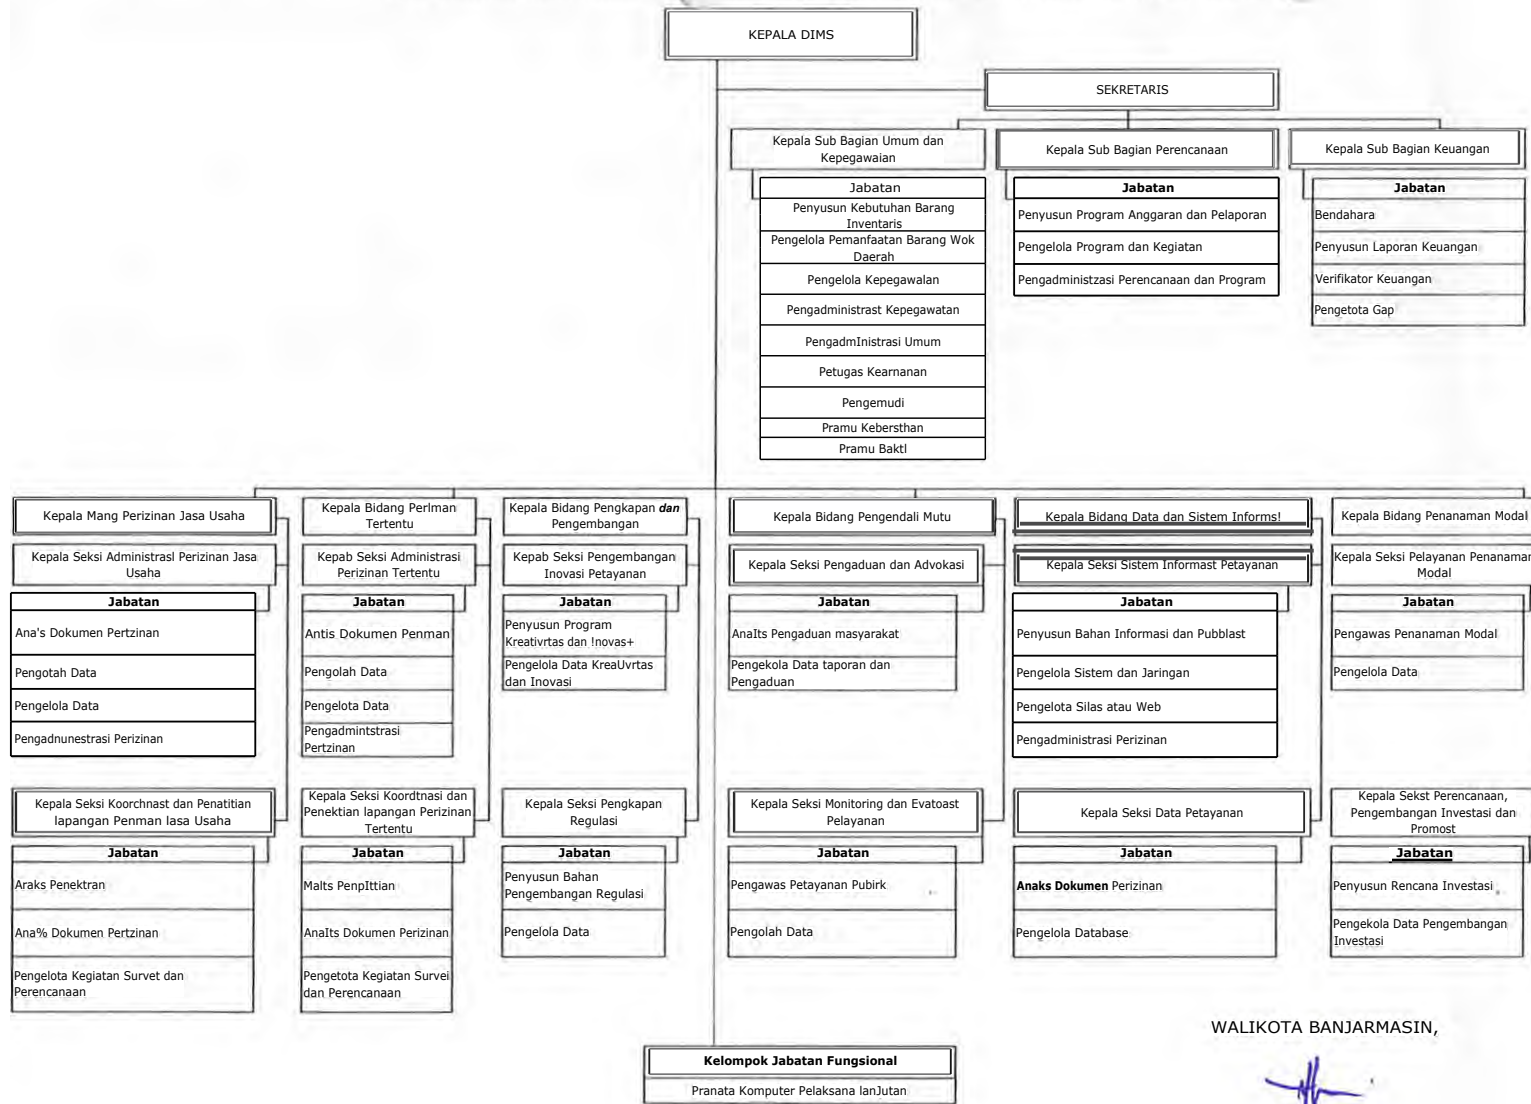 KEPALA DIMS
SEKRETARIS
Kepala Sub Bagian Umum dan
Kepegawaian
Kepala Sub Bagian Perencanaan
Kepala Sub Bagian Keuangan
Jabatan
Penyusun Kebutuhan Barang
Inventaris
Pengelola Pemanfaatan Barang Wok
Daerah
Pengelola Kepegawalan
Pengadministrast Kepegawatan
PengadmInistrasi Umum
Petugas Kearnanan
Pengemudi
Pramu Kebersthan
Pramu Baktl
Jabatan
Penyusun Program Anggaran dan Pelaporan
Pengelola Program dan Kegiatan
Pengadministzasi Perencanaan dan Program
Jabatan
Bendahara
Penyusun Laporan Keuangan
Verifikator Keuangan
Pengetota Gap
Kepala Mang Perizinan Jasa Usaha
Kepala Seksi Administrasl Perizinan Jasa
Usaha
Jabatan
Ana's Dokumen Pertzinan
Pengotah Data
Pengelola Data
Pengadnunestrasi Perizinan
Kepala Seksi Koorchnast dan Penatitian
lapangan Penman lasa Usaha
Jabatan
Araks Penektran
Ana% Dokumen Pertzinan
Pengelota Kegiatan Survet dan
Perencanaan
Kepala Bidang Perlman
Tertentu
Kepab Seksi Administrasi
Perizinan Tertentu
Jabatan
Antis Dokumen Penman
Pengolah Data
Pengelota Data
Pengadmintstrasi
Pertzinan
Kepala Seksi Koordtnasi dan
Penektian lapangan Perizinan
Tertentu
Jabatan
Malts PenpIttian
AnaIts Dokumen Perizinan
Pengetota Kegiatan Survei
dan Perencanaan
Kepala Bidang Pengkapan dan
Pengembangan
Kepab Seksi Pengembangan
Inovasi Petayanan
Jabatan
Penyusun Program
Kreativrtas dan !novas+
Pengelola Data KreaUvrtas
dan Inovasi
Kepala Seksi Pengkapan
Regulasi
Jabatan
Penyusun Bahan
Pengembangan Regulasi
Pengelola Data
Kepala Bidang Pengendali Mutu
Kepala Seksi Pengaduan dan Advokasi
Jabatan
AnaIts Pengaduan masyarakat
Pengekola Data taporan dan
Pengaduan
Kepala Seksi Monitoring dan Evatoast
Pelayanan
Jabatan
Pengawas Petayanan Pubirk
Pengolah Data
Kepala Bidang Data dan Sistem Informs!
Kepala Seksi Sistem Informast Petayanan
Jabatan
Penyusun Bahan Informasi dan Pubblast
Pengelola Sistem dan Jaringan
Pengelota Silas atau Web
Pengadministrasi Perizinan
Kepala Seksi Data Petayanan
Jabatan
Anaks Dokumen Perizinan
Pengelola Database
Kepala Bidang Penanaman Modal
Kepala Seksi Pelayanan Penanaman
Modal
Jabatan
Pengawas Penanaman Modal
Pengelola Data
Kepala Sekst Perencanaan,
Pengembangan Investasi dan
Promost
Jabatan
Penyusun Rencana Investasi
Pengekola Data Pengembangan
Investasi
WALIKOTA BANJARMASIN,
Kelompok Jabatan Fungsional
Pranata Komputer Pelaksana lanJutan